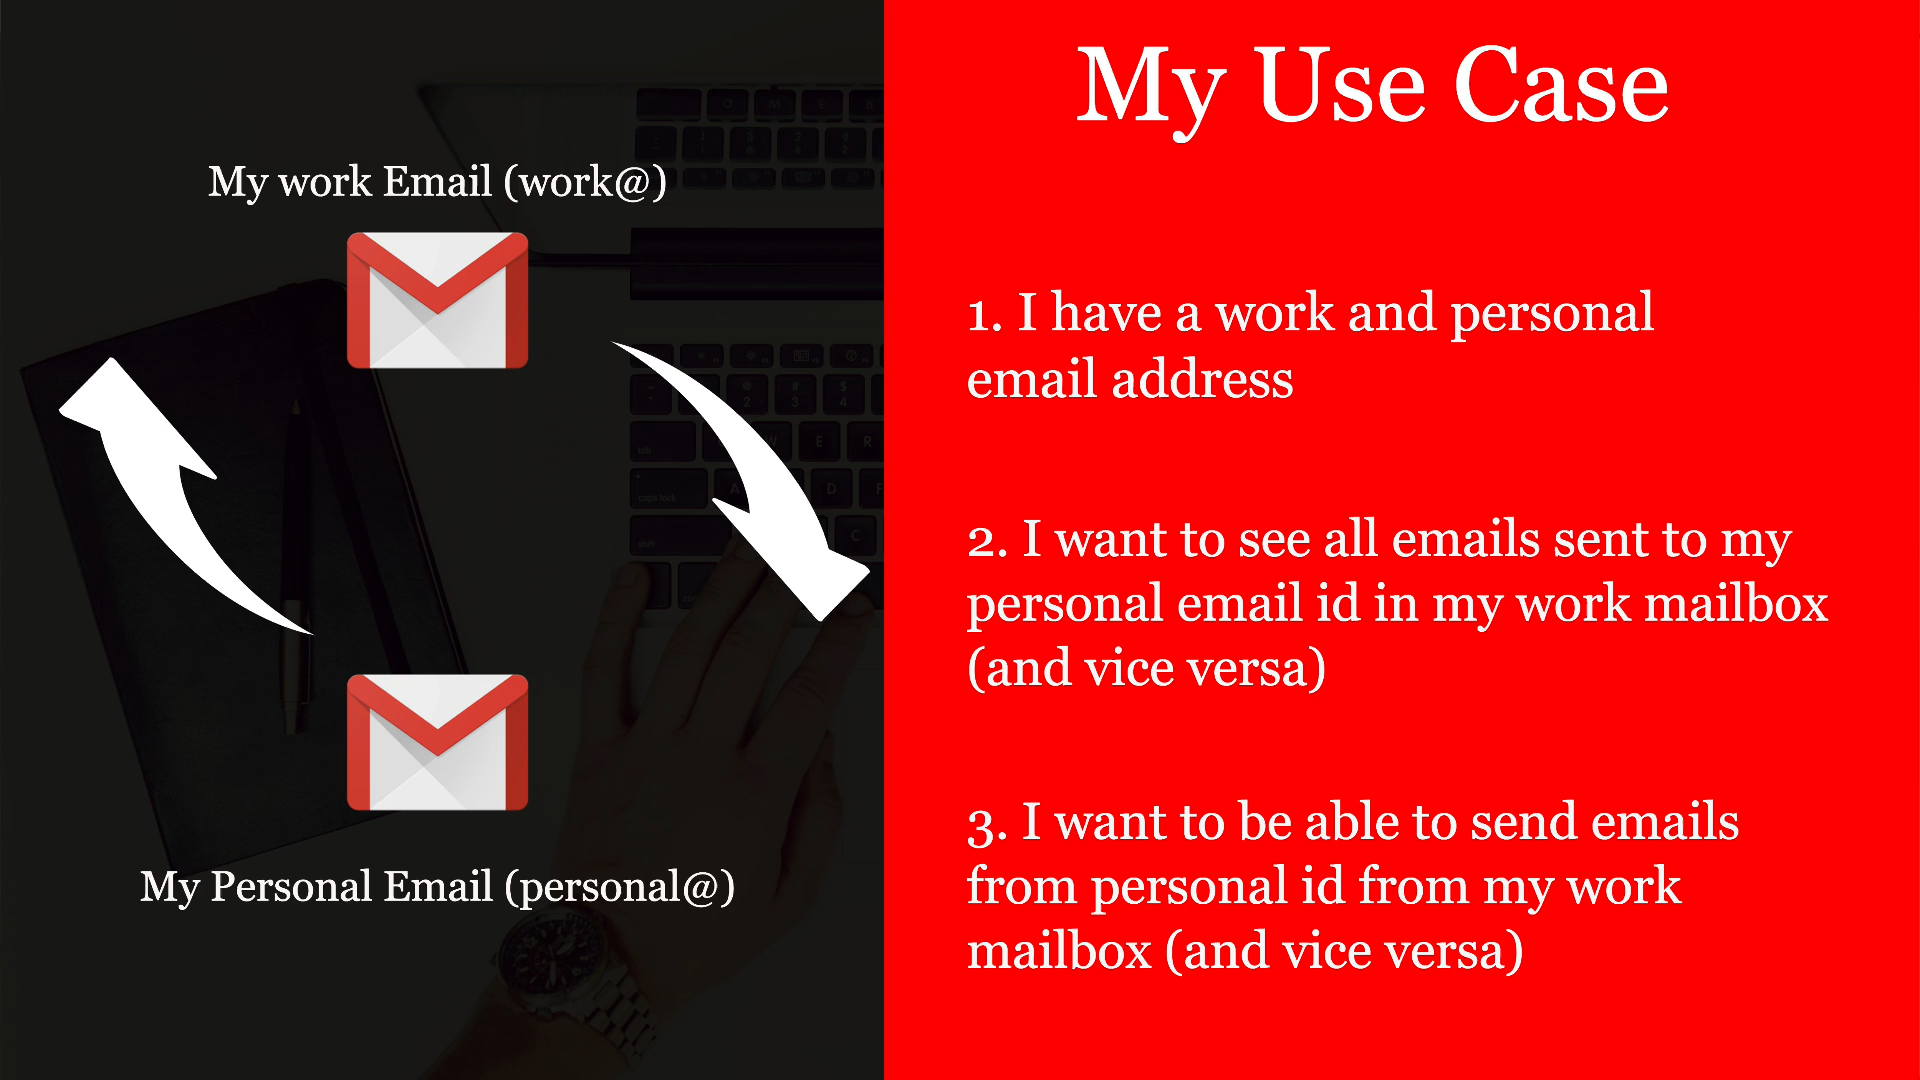 My Use Case
My work Email (work@)
My Personal Email (personal@)
1. I have a work and personal
email address
2. I want to see all emails sent to my
personal email id in my work mailbox
(and vice versa)
3. I want to be able to send emails
from personal id from my work
mailbox (and vice versa)